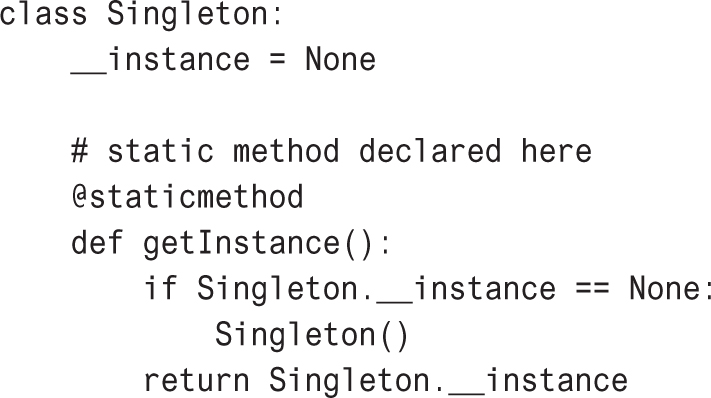 class Singleton:
    __instance = None

    # static method declared here
    @staticmethod
    def getInstance():
        if Singleton.__instance == None:
            Singleton()
        return Singleton.__instance